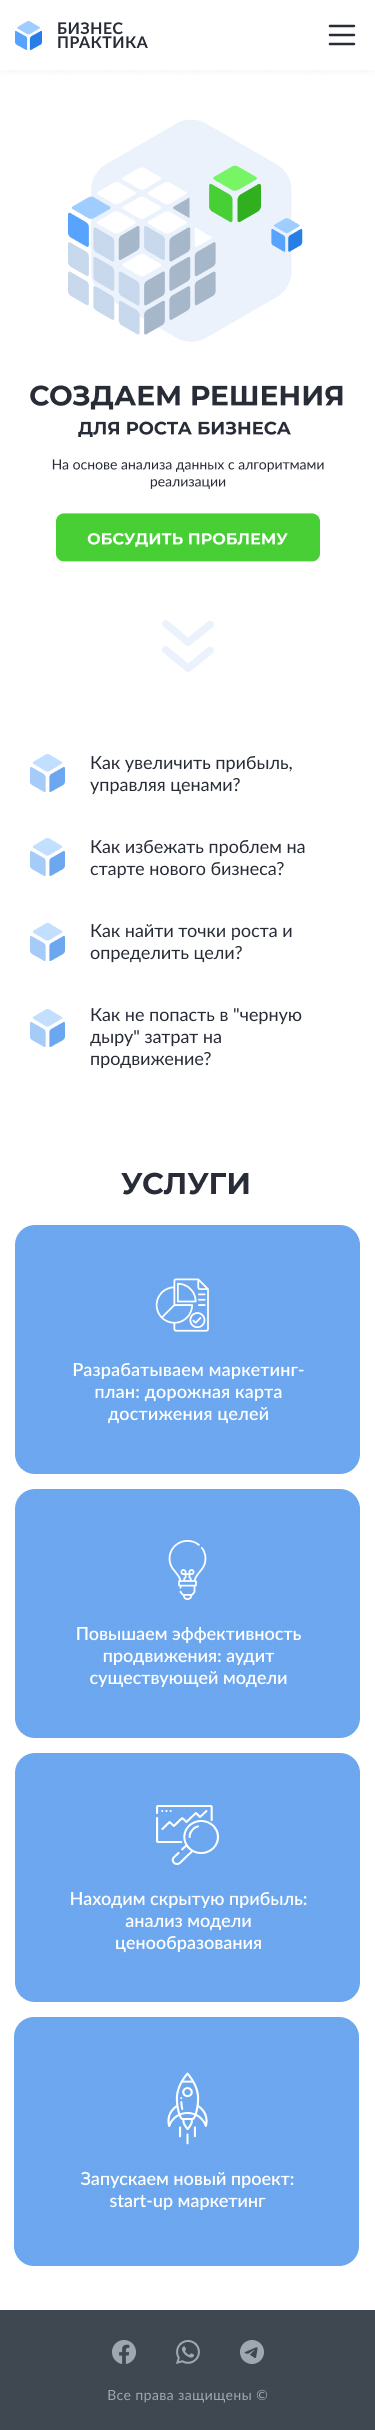 БИЗНЕС
ПРАКТИКА
СОЗДАЕМ РЕШЕНИЯ
ДЛЯ РОСТА БИЗНЕСА
На основе анализа данных с алгоритмами
реализации
ОБСУДИТЬ ПРОБЛЕМУ
Как увеличить прибыль,
управляя ценами?
Как избежать проблем на
старте нового бизнеса?
Как найти точки роста и
определить цели?
Как не попасть в "черную
дыру" затрат на
продвижение?
УСЛУГИ
Разрабатываем маркетинг-
план: дорожная карта
достижения целей
Повышаем эффективность
продвижения: аудит
существующей модели
Находим скрытую прибыль:
анализ модели
ценообразования
Запускаем новый проект:
start-up маркетинг
Все права защищены ©